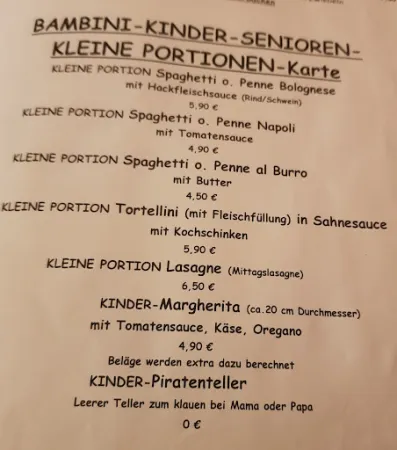 BAMBINI-KINDER-SENIOREN-
KLEINE PORTIONEN-Karte
KLEINE PORTION Spaghetti o. Penne Bolognese
mit Hackfleischsauce (Rind/Schwein)
5,90 €
KLEINE PORTION Spaghetti o. Penne Napoli
mit Tomatensauce
4,90 €
KLEINE PORTION Spaghetti o. Penne al Burro
mit Butter
4,50 €
KLEINE PORTION Tortellini (mit Fleischfüllung) in Sahnesauce
mit Kochschinken
5,90 €
KLEINE PORTION Lasagne (Mittagslasagne)
6,50 €
KINDER-Margherita (ca.20 cm Durchmesser)
mit Tomatensauce, Käse, Oregano
4,90 €
Beläge werden extra dazu berechnet
KINDER-Piratenteller
Leerer Teller zum klauen bei Mama oder Papa
0 €